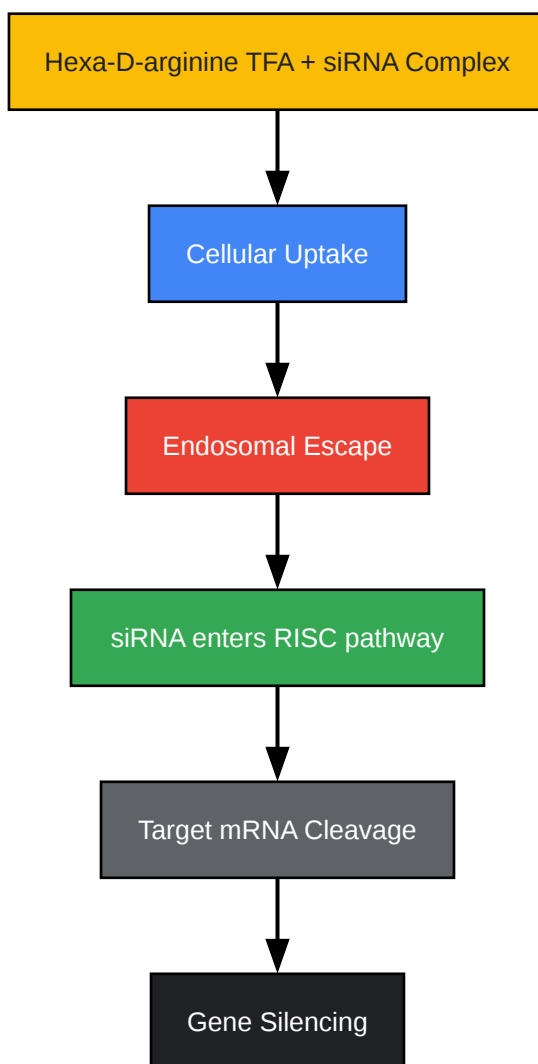 Hexa-D-arginine TFA + siRNA Complex
Cellular Uptake
Endosomal Escape
siRNA enters RISC pathway
Target mRNA Cleavage
Gene Silencing